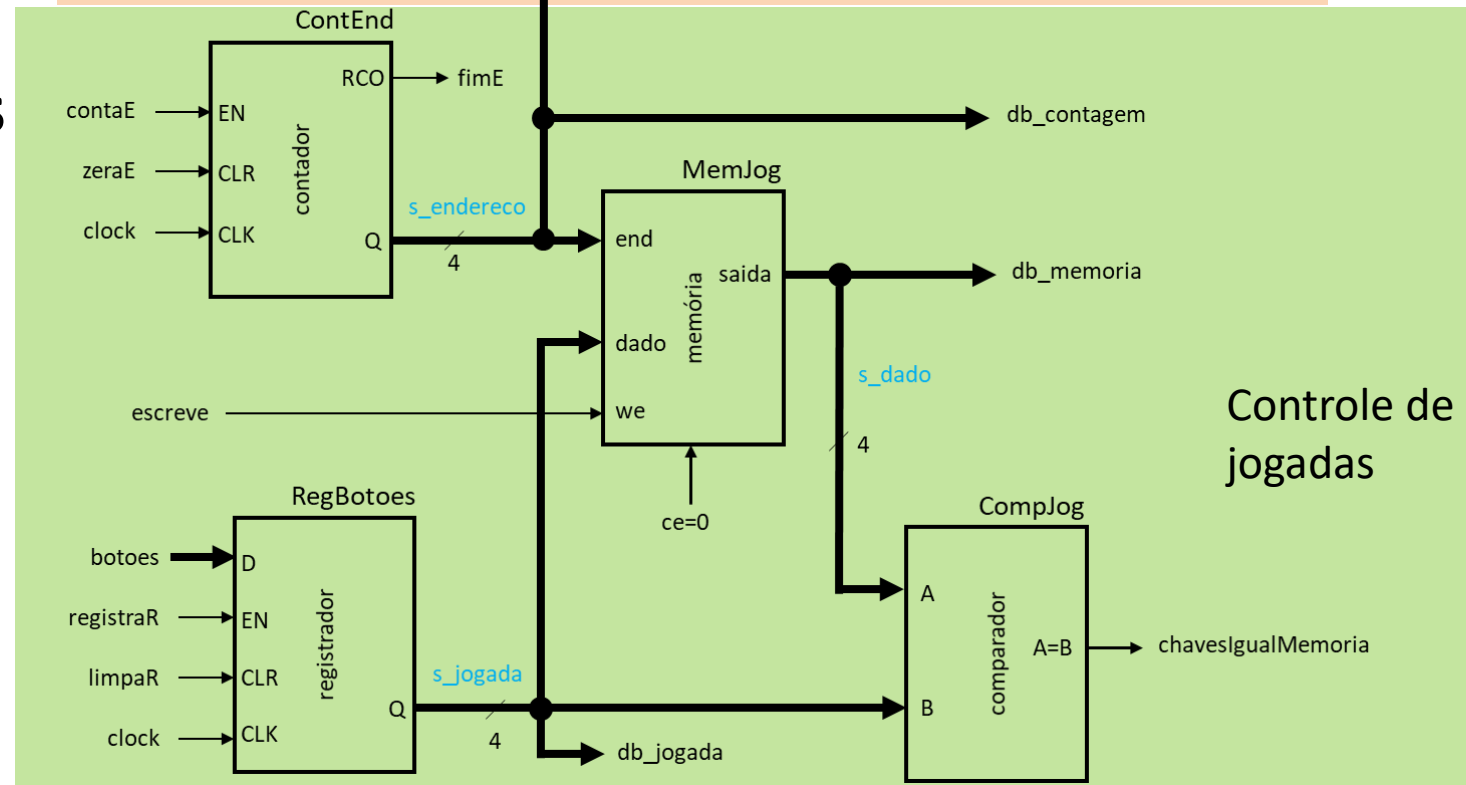 ContEnd
RCO
fimE
contaE
EN
db_contagem
contador
MemJog
zeraE
CLR
s_endereco
clock
CLK
Q
end
4
saida
db_memoria
memória
dado
s_dado
escreve
we
4
Controle de
jogadas
RegBotoes
ce=0
CompJog
botoes
D
A
registraR
EN
registrador
comparador
A=B
chavesIgualMemoria
limpaR
CLR
s_jogada
Q
B
clock
CLK
4
db_jogada